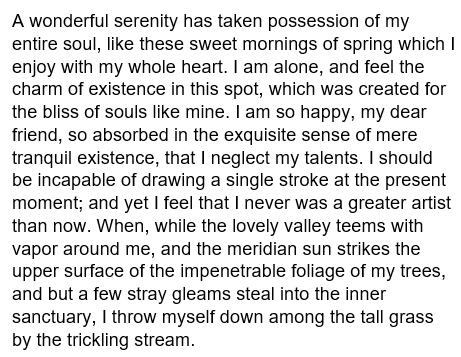 A wonderful serenity has taken possession of my
entire soul, like these sweet mornings of spring which I
enjoy with my whole heart. I am alone, and feel the
charm of existence in this spot, which was created for
the bliss of souls like mine. I am so happy, my dear
friend, so absorbed in the exquisite sense of mere
tranquil existence, that I neglect my talents. I should
be incapable of drawing a single stroke at the present
moment; and yet I feel that I never was a greater artist
than now. When, while the lovely valley teems with
vapor around me, and the meridian sun strikes the
upper surface of the impenetrable foliage of my trees,
and but a few stray gleams steal into the inner
sanctuary, I throw myself down among the tall grass
by the trickling stream.